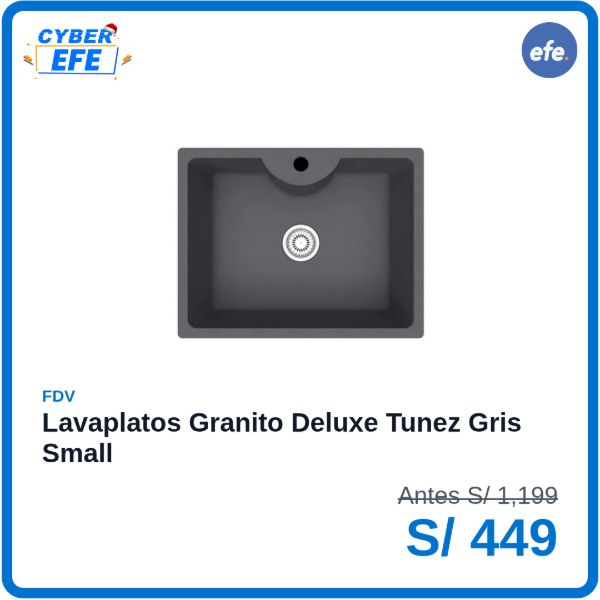 CYBER
EFE
efe.
FDV
Lavaplatos Granito Deluxe Tunez Gris
Small
Antes S/ 1,199
S/ 449